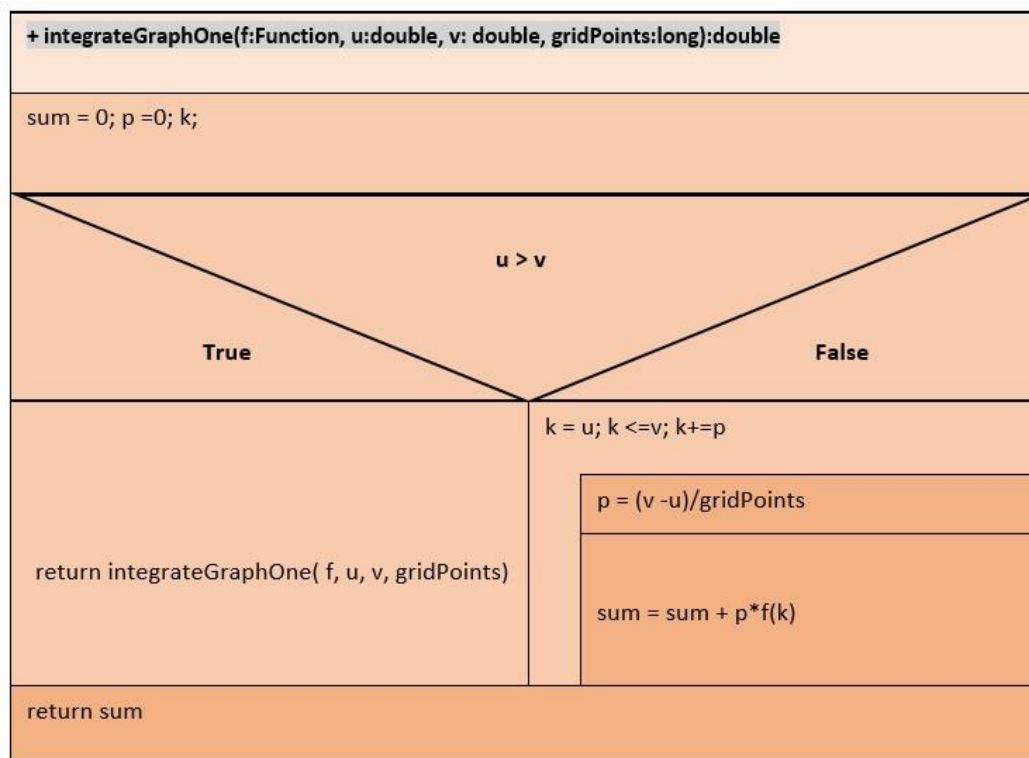 + integrateGraphOne(f:Function, u:double, v: double, gridPoints:long):double
sum = 0; p =0; k;
u > v
True
False
k = u; k <=v; k+=p
p = (v -u)/gridPoints
return integrateGraphOne( f, u, v, gridPoints)
sum = sum + p*f(k)
return sum